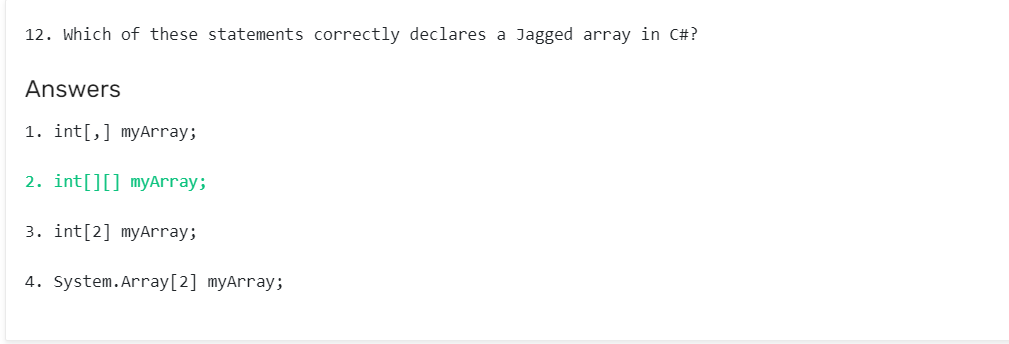 12. Which of these statements correctly declares a Jagged array in C#?
Answers
1. int[,] myArray;
2. int[][] myArray;
3. int[2] myArray;
4. System.Array[2] myArray;